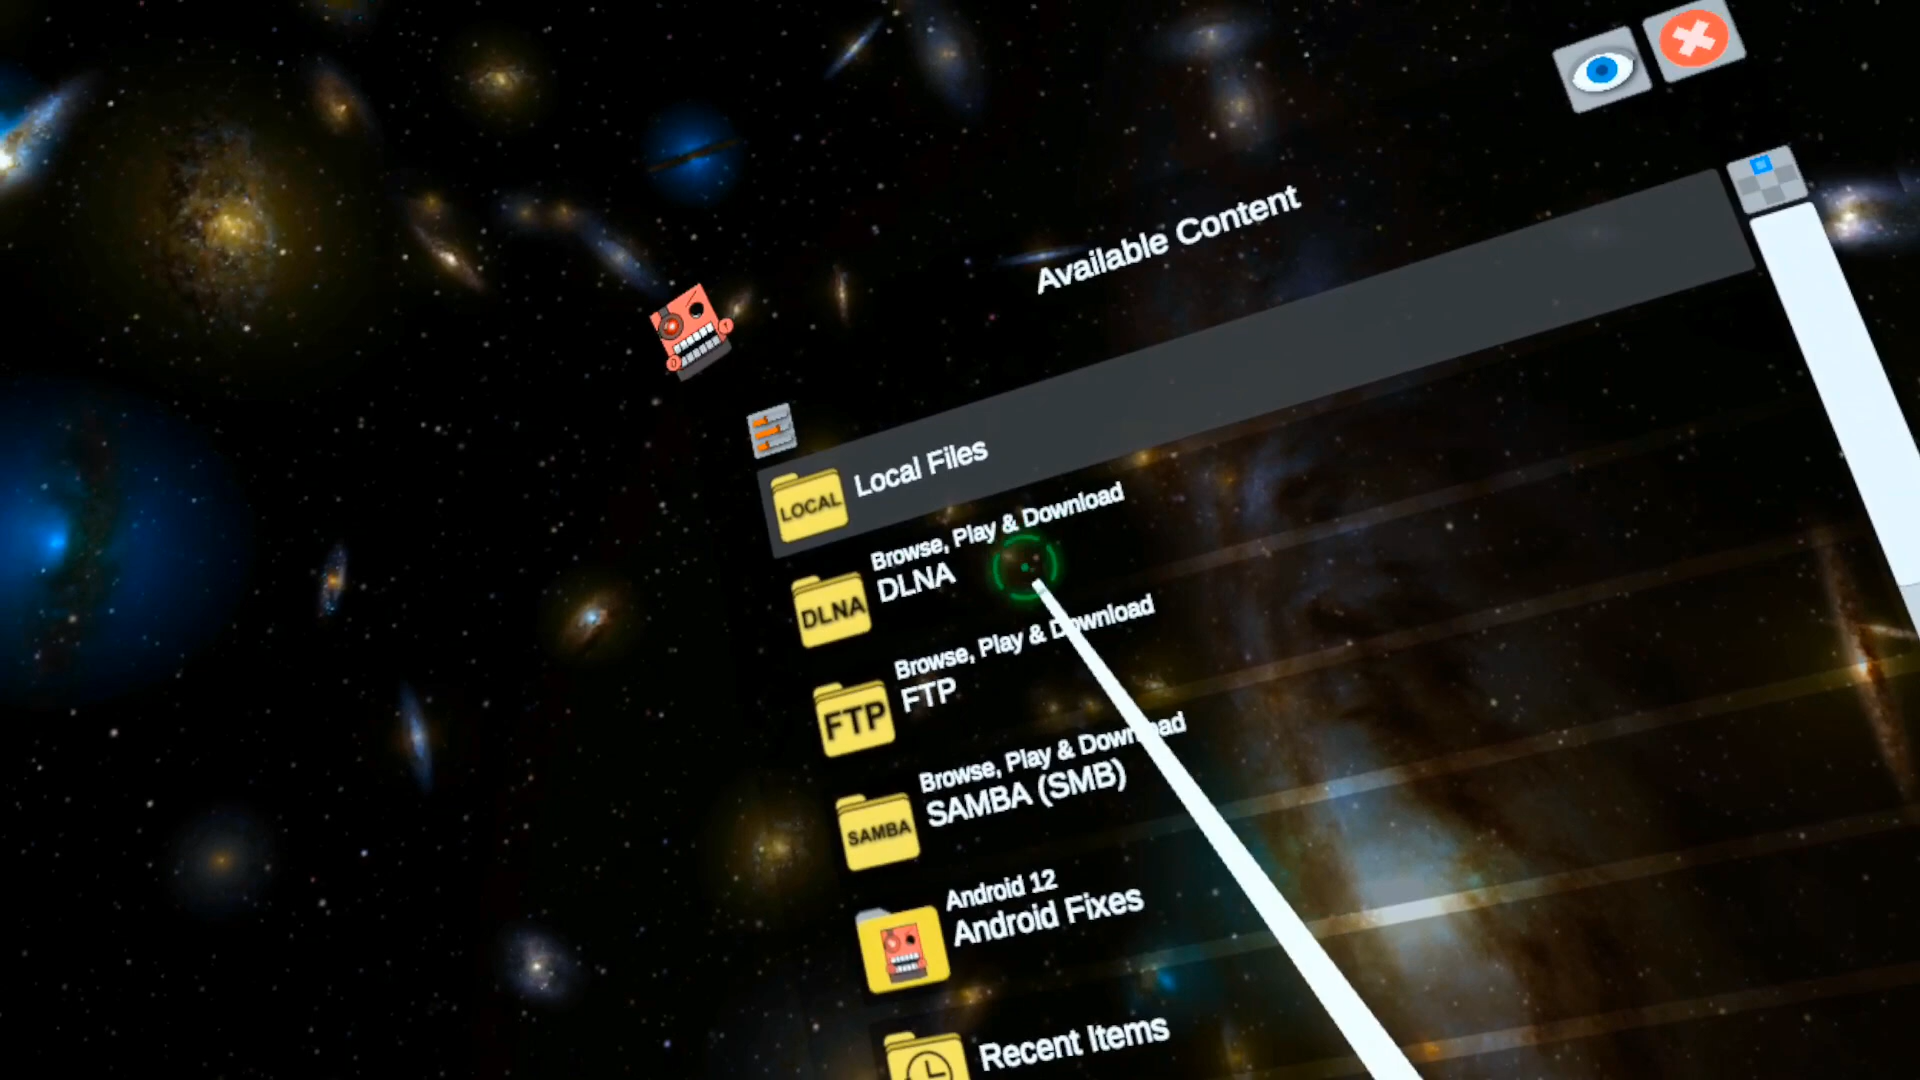 Available Content
LOCAL
Local Files
Browse, Play & Download
DLNA
DLNA
Browse, Play & Download
FTP
FTP
Browse, Play & Download
SAMBA (SMB)
SAMBA
Android 12
Android Fixes
Recent Items